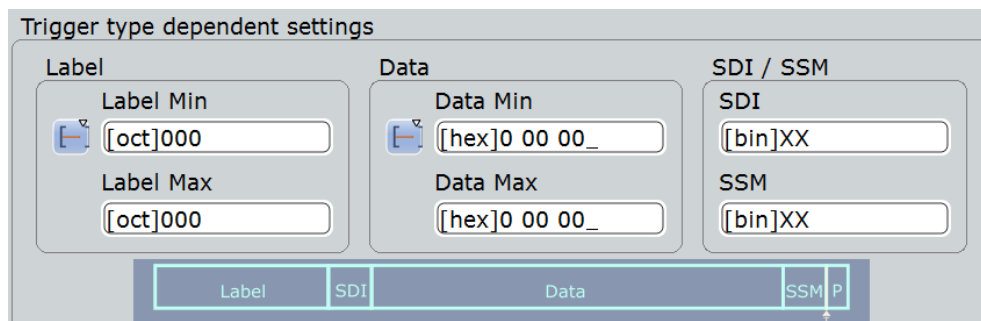 Trigger type dependent settings
Label
Label Min
[oct]000
Label Max
[oct]000
Data
Data Min
[hex]0 00 00_
Data Max
[hex]0 00 00_
SDI / SSM
SDI
[bin]XX
SSM
[bin]XX
Label SDI Data SSM P